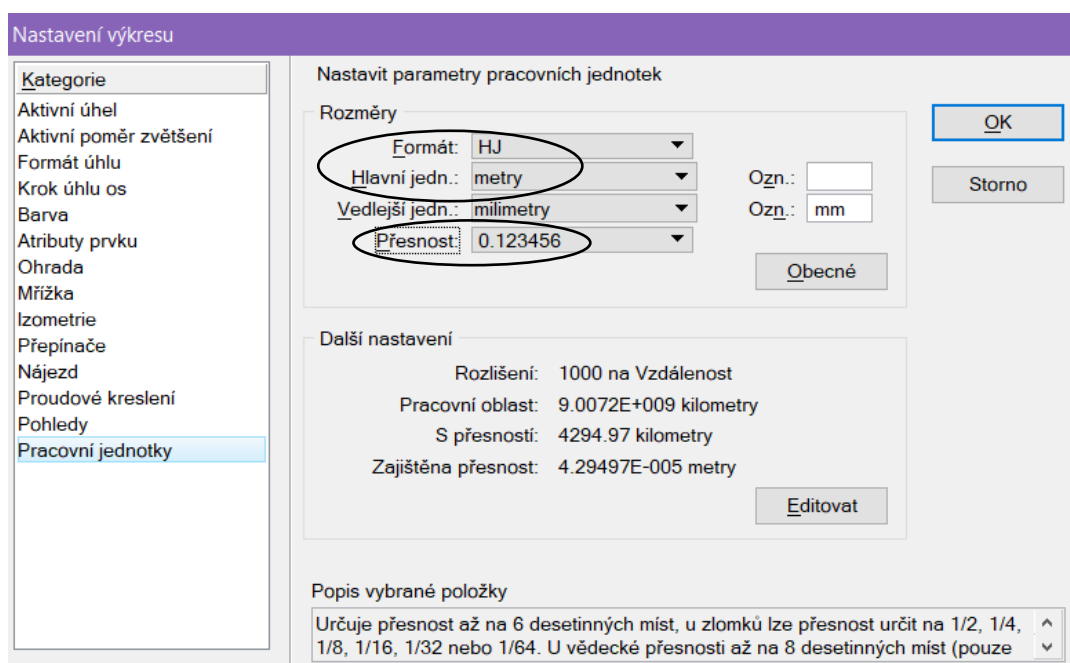 Nastavení výkresu
Kategorie
Aktivní úhel
Aktivní poměr zvětšení
Formát úhlu
Krok úhlu os
Barva
Atributy prvku
Ohrada
Mřížka
Izometrie
Přepínače
Nájezd
Proudové kreslení
Pohledy
Pracovní jednotky
Nastavit parametry pracovních jednotek
Rozměry
Formát: HJ
Hlavní jedn.: metry Ozn.:
Vedlejší jedn.: milimetry Ozn.: mm
Přesnost: 0.123456
Obecné
Další nastavení
Rozlišení: 1000 na Vzdálenost
Pracovní oblast: 9.0072E+009 kilometry
S přesností: 4294.97 kilometry
Zajištěna přesnost: 4.29497E-005 metry
Editovat
Popis vybrané položky
Určuje přesnost až na 6 desetinných míst, u zlomků lze přesnost určit na 1/2, 1/4,
1/8, 1/16, 1/32 nebo 1/64. U vědecké přesnosti až na 8 desetinných míst (pouze
OK
Storno